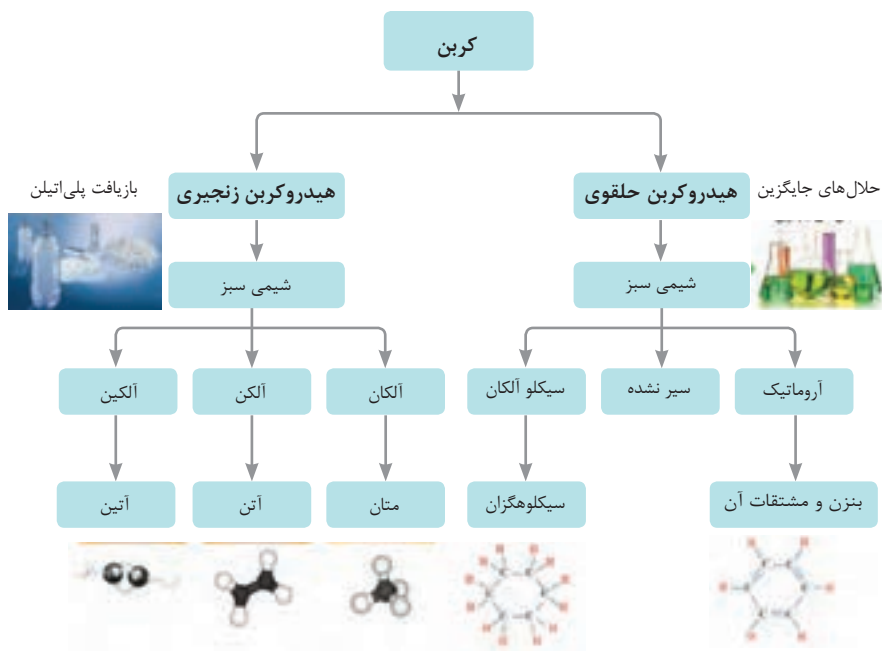 کربن
هیدروکربن حلقوی
هیدروکربن زنجیری
حلال‌های جایگزین
بازیافت پلی‌اتیلن
شیمی سبز
شیمی سبز
آروماتیک
سیر نشده
سیکلو آلکان
آلکان
آلکن
آلکین
بنزن و مشتقات آن
سیکلوهگزان
متان
آتن
آتین